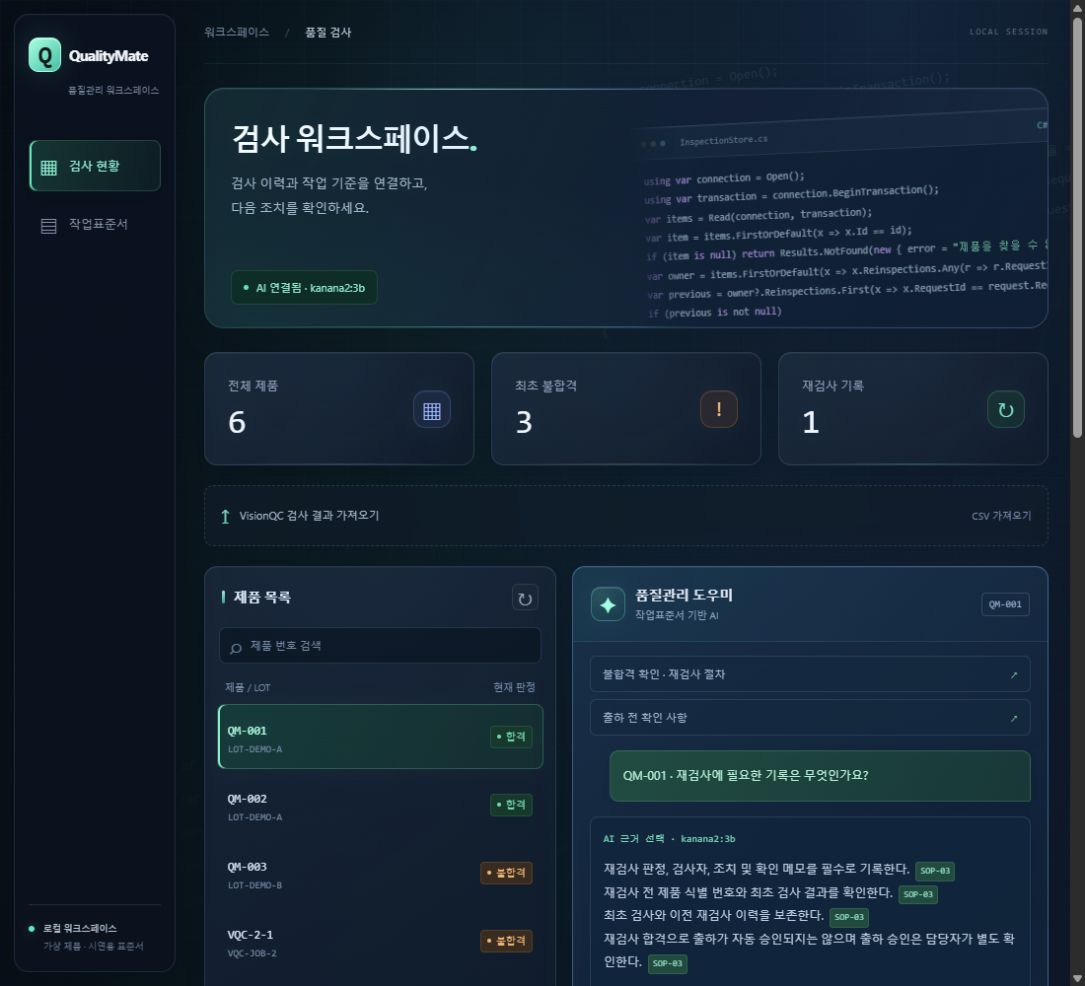 Q QualityMate
품질관리 워크스페이스
검사 현황
작업표준서
로컬 워크스페이스
가상 제품 · 시연용 표준서
워크스페이스 / 품질 검사
LOCAL SESSION
connection = Open();
검사 워크스페이스.
검사 이력과 작업 기준을 연결하고,
다음 조치를 확인하세요.
AI 연결됨 · kanana2:3b
InspectionStore.cs
C#
using var connection = Open();
using var transaction = connection.BeginTransaction();
var items = Read(connection, transaction);
var item = items.FirstOrDefault(x => x.Id == id);
if (item is null) return Results.NotFound(new { error = "제품을 찾을 수
var owner = items.FirstOrDefault(x => x.Reinspections.Any(r => r.Request
var previous = owner?.Reinspections.First(x => x.RequestId == request.Re
if (previous is not null)
전체 제품
6
최초 불합격
3
!
재검사 기록
1
VisionQC 검사 결과 가져오기
CSV 가져오기
제품 목록
제품 번호 검색
제품 / LOT 현재 판정
QM-001 합격
LOT-DEMO-A
QM-002 합격
LOT-DEMO-A
QM-003 불합격
LOT-DEMO-B
VQC-2-1 불합격
VQC-JOB-2
품질관리 도우미
작업표준서 기반 AI
QM-001
불합격 확인 · 재검사 절차
출하 전 확인 사항
QM-001 · 재검사에 필요한 기록은 무엇인가요?
AI 근거 선택 · kanana2:3b
재검사 판정, 검사자, 조치 및 확인 메모를 필수로 기록한다. SOP-03
재검사 전 제품 식별 번호와 최초 검사 결과를 확인한다. SOP-03
최초 검사와 이전 재검사 이력을 보존한다. SOP-03
재검사 합격으로 출하가 자동 승인되지는 않으며 출하 승인은 담당자가 별도 확
인한다. SOP-03